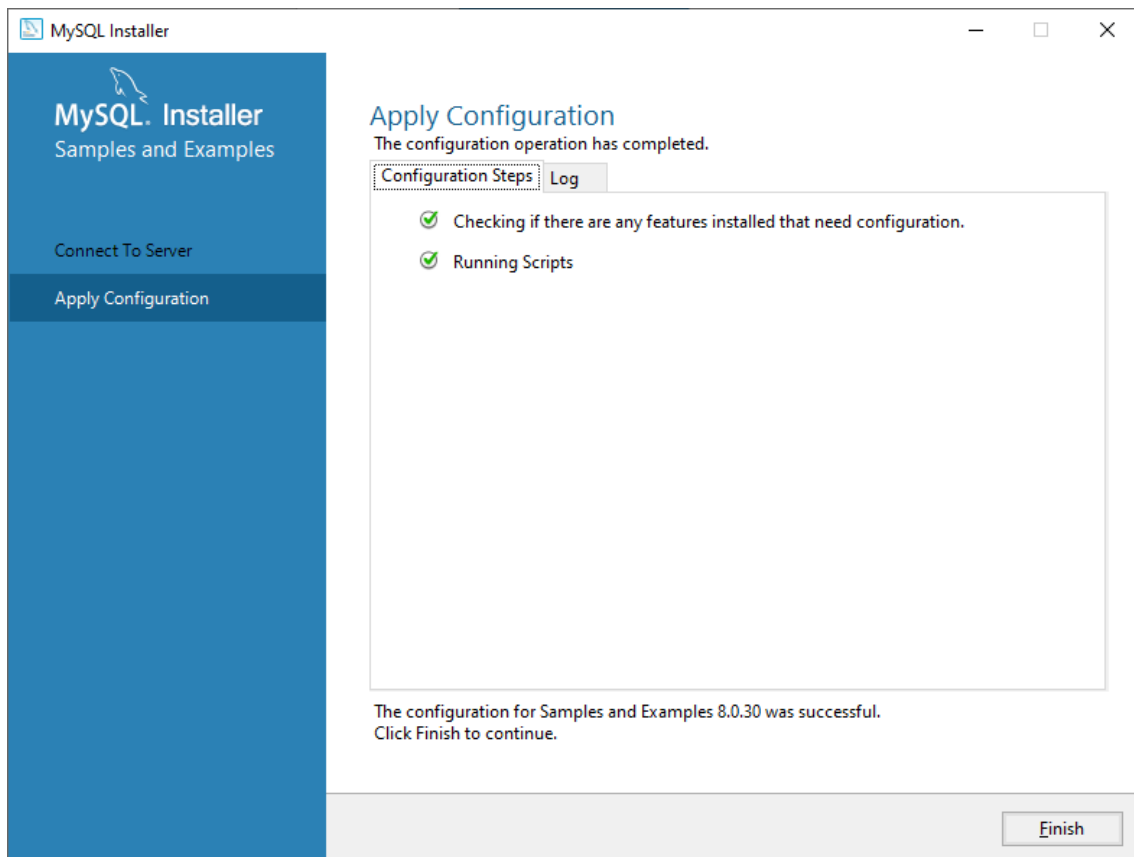 MySQL Installer
MySQL. Installer
Samples and Examples
Connect To Server
Apply Configuration
Apply Configuration
The configuration operation has completed.
Configuration Steps
Log
Checking if there are any features installed that need configuration.
Running Scripts
The configuration for Samples and Examples 8.0.30 was successful.
Click Finish to continue.
Finish